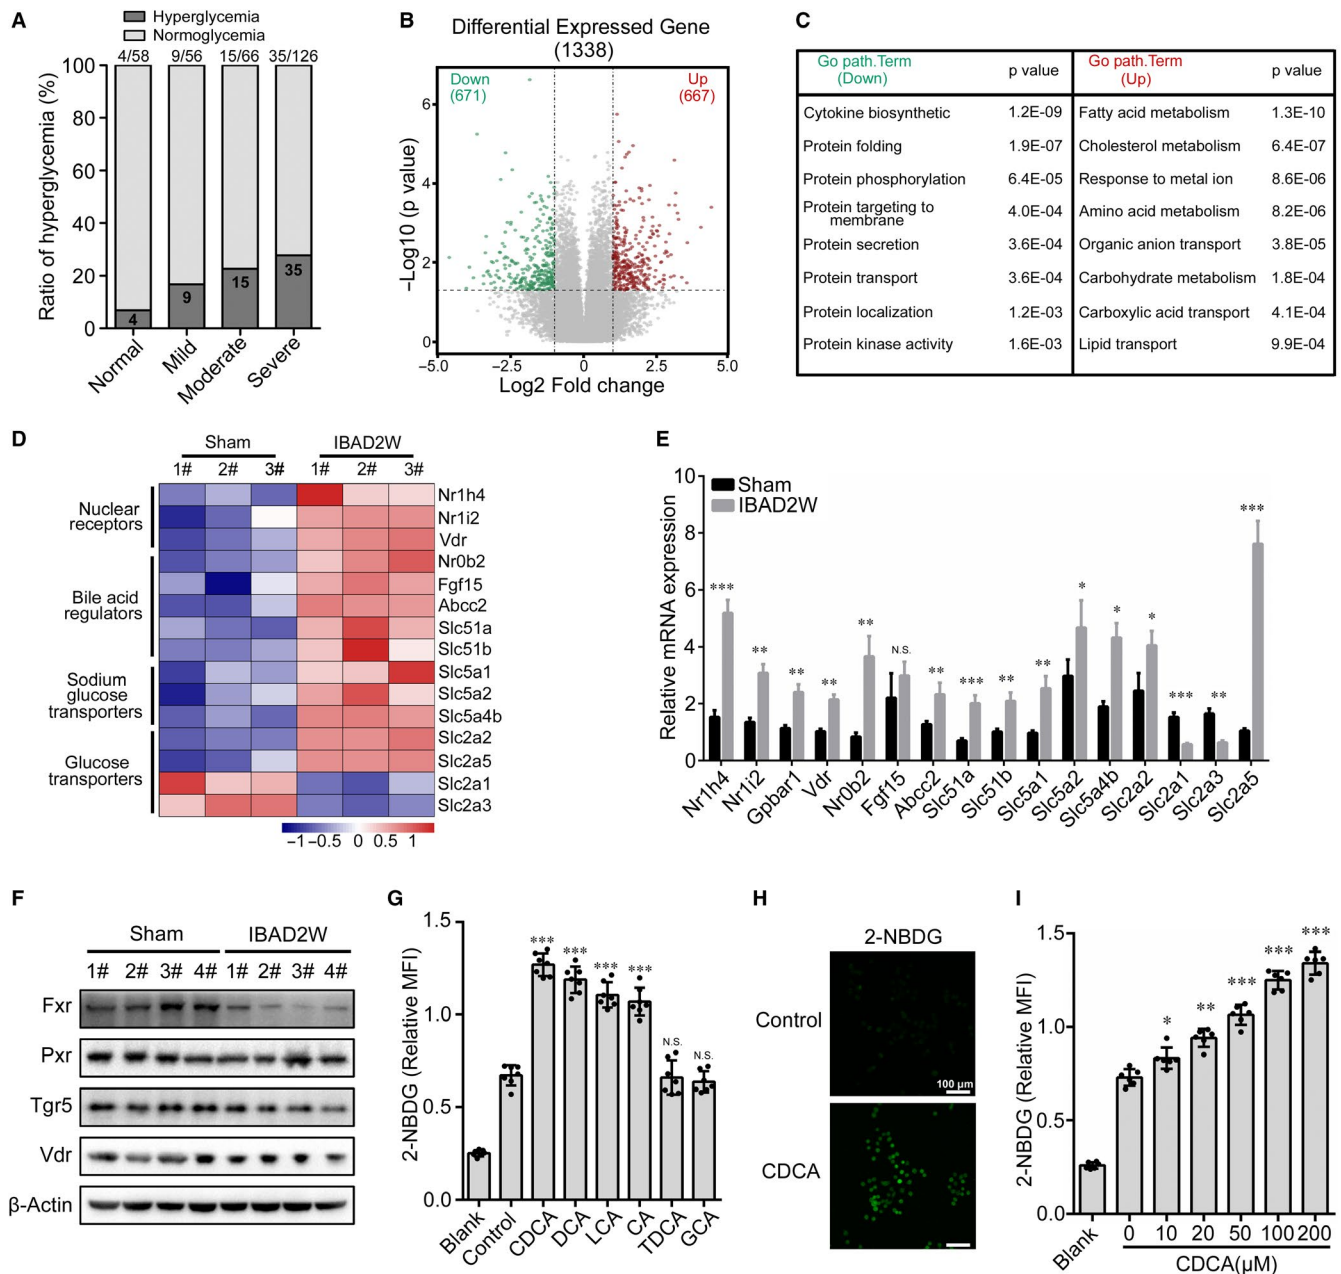 A
Hyperglycemia
Normoglycemia
4/58 9/56 15/66 35/126
Ratio of hyperglycemia (%)
100
80
60
40
20
0
4
9
15
35
Normal
Mild
Moderate
Severe
B
Differential Expressed Gene
(1338)
Down
(671)
Up
(667)
−Log10 (p value)
6
4
2
0
−5.0 −2.5 0 2.5 5.0
Log2 Fold change
C
Go path.Term
(Down)
p value
Go path.Term
(Up)
p value
Cytokine biosynthetic 1.2E-09 Fatty acid metabolism 1.3E-10
Protein folding 1.9E-07 Cholesterol metabolism 6.4E-07
Protein phosphorylation 6.4E-05 Response to metal ion 8.6E-06
Protein targeting to
membrane
4.0E-04 Amino acid metabolism 8.2E-06
Protein secretion 3.6E-04 Organic anion transport 3.8E-05
Protein transport 3.6E-04 Carbohydrate metabolism 1.8E-04
Protein localization 1.2E-03 Carboxylic acid transport 4.1E-04
Protein kinase activity 1.6E-03 Lipid transport 9.9E-04
D
Sham IBAD2W
1# 2# 3# 1# 2# 3#
Nuclear
receptors
Bile acid
regulators
Sodium
glucose
transporters
Glucose
transporters
Nr1h4
Nr1i2
Vdr
Nr0b2
Fgf15
Abcc2
Slc51a
Slc51b
Slc5a1
Slc5a2
Slc5a4b
Slc2a2
Slc2a5
Slc2a1
Slc2a3
−1 −0.5 0 0.5 1
E
Sham
IBAD2W
Relative mRNA expression
10
8
6
4
2
0
*** ** ** ** ** N.S. ** *** ** ** * * * *** ** ***
Nr1h4
Nr1i2
Gpbar1
Vdr
Nr0b2
Fgf15
Abcc2
Slc51a
Slc51b
Slc5a1
Slc5a2
Slc5a4b
Slc2a2
Slc2a1
Slc2a3
Slc2a5
F
Sham IBAD2W
1# 2# 3# 4# 1# 2# 3# 4#
Fxr
Pxr
Tgr5
Vdr
β-Actin
G
2-NBDG (Relative MFI)
1.5
1.0
0.5
0.0
*** *** *** *** N.S. N.S.
Blank
Control
CDCA
DCA
LCA
CA
TDCA
GCA
H
2-NBDG
Control
100 µm
CDCA
I
2-NBDG (Relative MFI)
1.5
1.0
0.5
0.0
* ** *** *** ***
Blank
0 10 20 50 100 200
CDCA(µM)